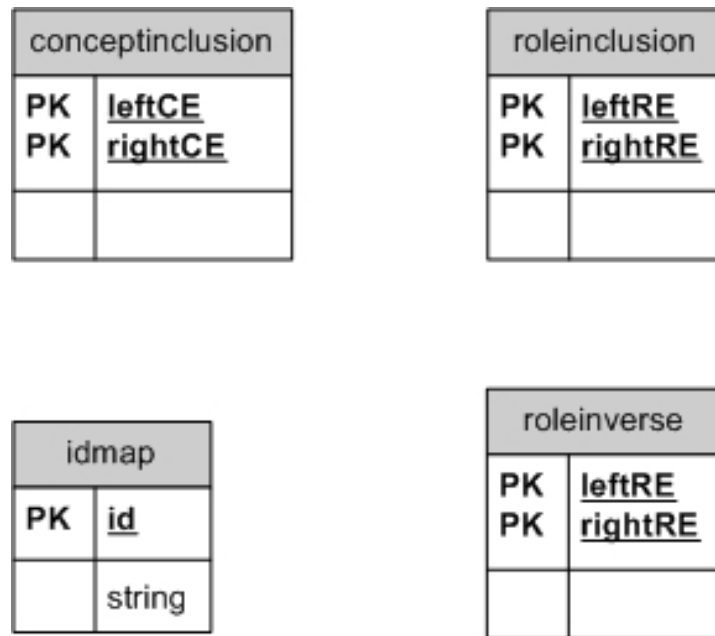 conceptinclusion
PK leftCE
PK rightCE
roleinclusion
PK leftRE
PK rightRE
idmap
PK id
string
roleinverse
PK leftRE
PK rightRE